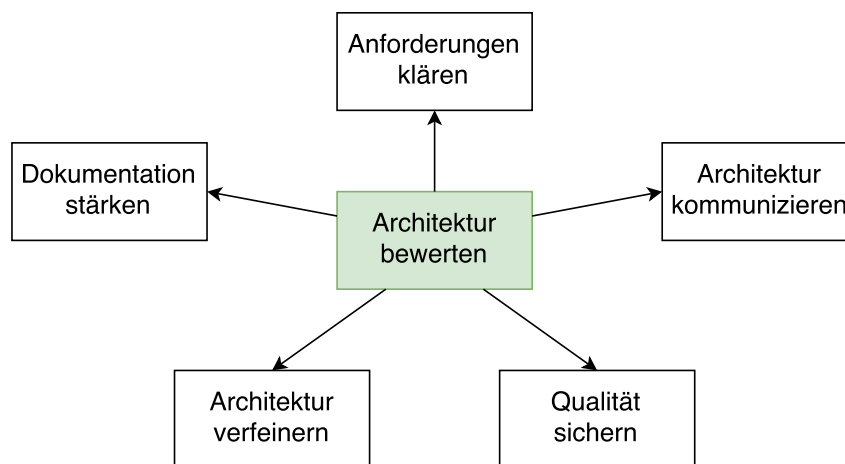 Anforderungen
klären
Dokumentation
stärken
Architektur
kommunizieren
Architektur
bewerten
Architektur
verfeinern
Qualität
sichern